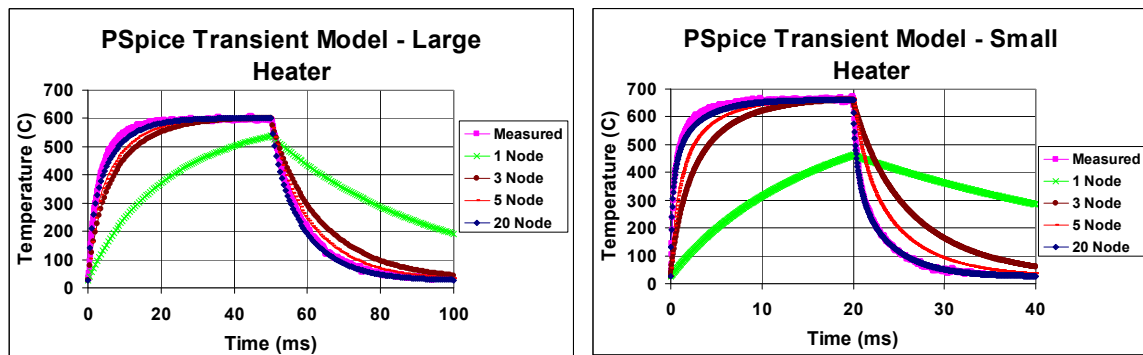 PSpice Transient Model - Large
Heater
700
600
500
400
300
200
100
0
Temperature (C)
0 20 40 60 80 100
Time (ms)
Measured
1 Node
3 Node
5 Node
20 Node
PSpice Transient Model - Small
Heater
700
600
500
400
300
200
100
0
Temperature (C)
0 10 20 30 40
Time (ms)
Measured
1 Node
3 Node
5 Node
20 Node